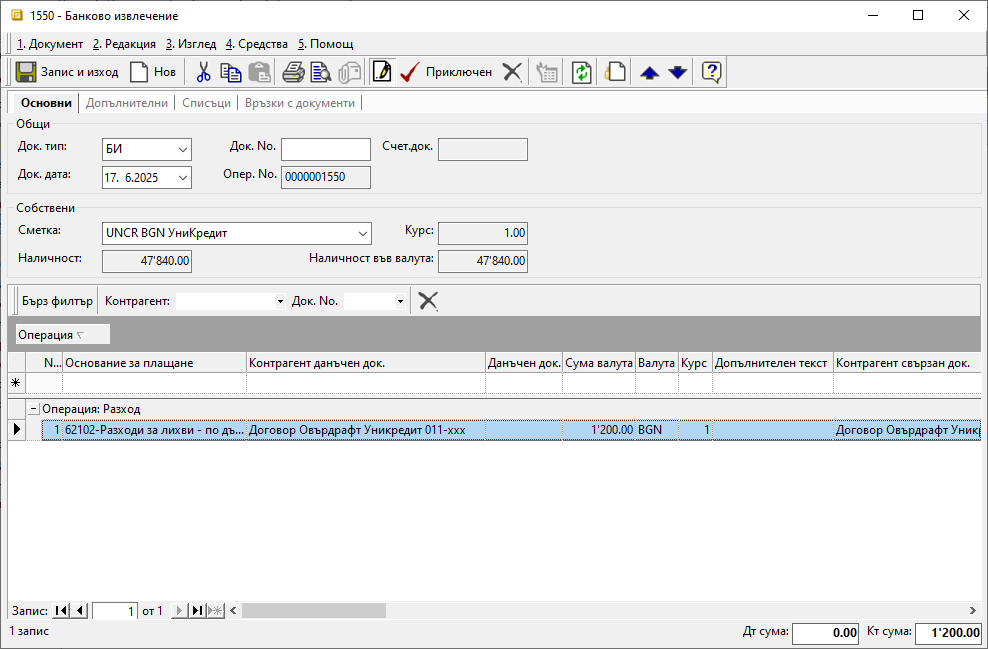 1550 - Банково извлечение
1. Документ 2. Редакция 3. Изглед 4. Средства 5. Помощ
Запис и изход Нов Приключен
Основни Допълнителни Списъци Връзки с документи
Общи
Док. тип: БИ Док. No. Счет.док.
Док. дата: 17. 6.2025 Опер. No. 0000001550
Собствени
Сметка: UNCR BGN УниКредит Курс: 1.00
Наличност: 47'840.00 Наличност във валута: 47'840.00
Бърз филтър Контрагент: Док. No.
Операция
N... Основание за плащане Контрагент данъчен док. Данъчен док. Сума валута Валута Курс Допълнителен текст Контрагент свързан док.
Операция: Разход
1 62102-Разходи за лихви - по дъ... Договор Овърдрафт Уникредит 011-xxx 1'200.00 BGN 1 Договор Овърдрафт Уникр
Запис: 1 от 1
1 запис Дт сума: 0.00 Кт сума: 1'200.00